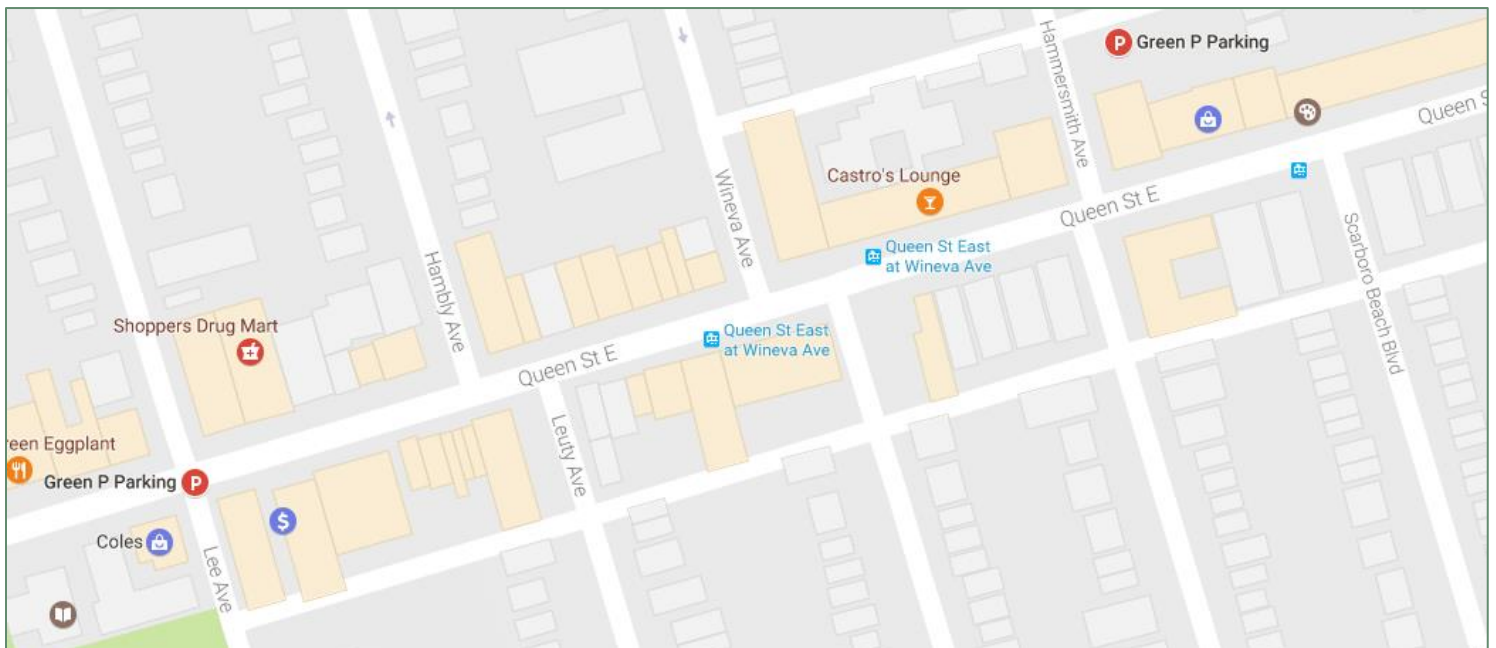 Green P Parking
Hammersmith Ave
Queen S
Wineva Ave
Castro's Lounge
Queen St E
Queen St East
at Wineva Ave
Scarboro Beach Blvd
Hambly Ave
Shoppers Drug Mart
Queen St East
at Wineva Ave
Queen St E
Leuty Ave
reen Eggplant
Green P Parking
P
P
$
Coles
Lee Ave